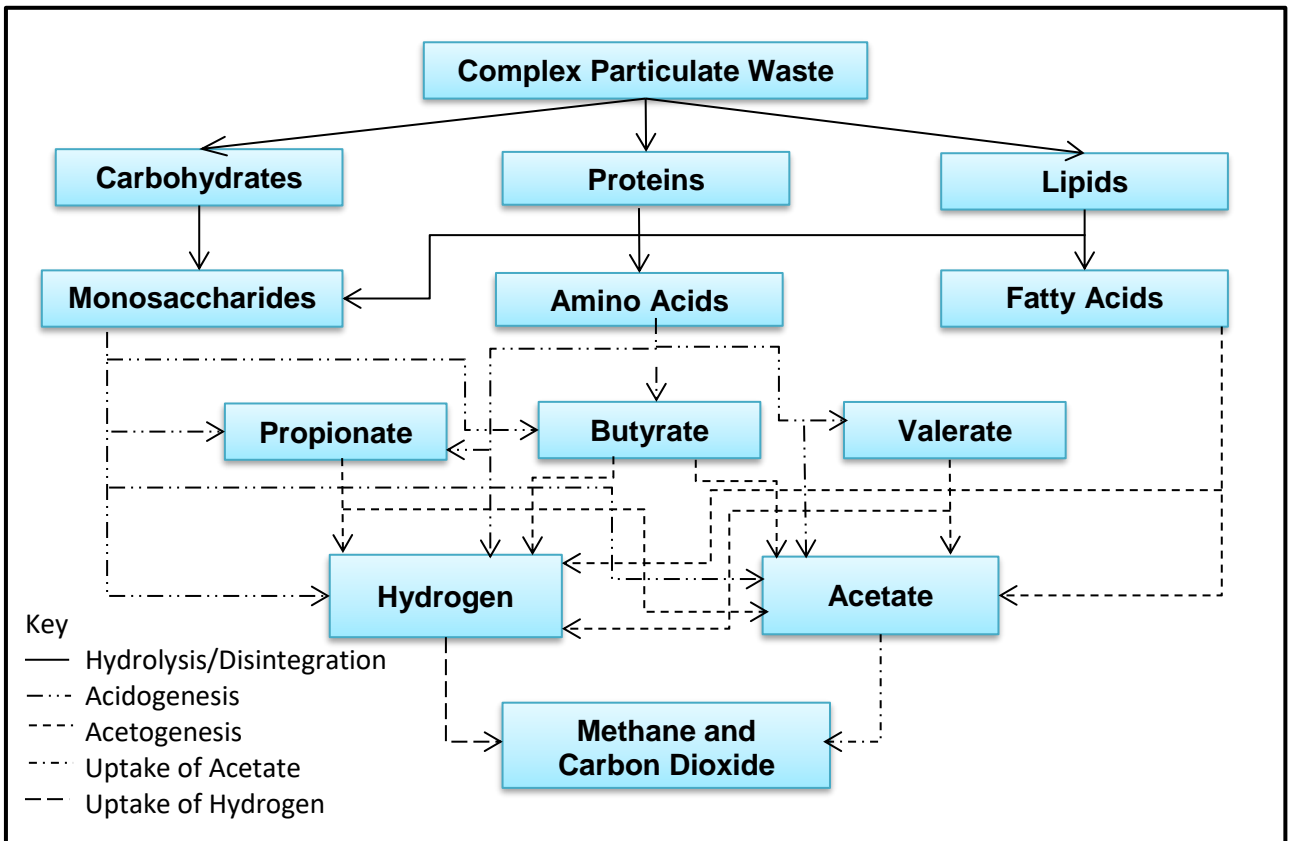 Complex Particulate Waste
Carbohydrates
Proteins
Lipids
Monosaccharides
Amino Acids
Fatty Acids
Propionate
Butyrate
Valerate
Hydrogen
Acetate
Key
Hydrolysis/Disintegration
Acidogenesis
Acetogenesis
Uptake of Acetate
Uptake of Hydrogen
Methane and
Carbon Dioxide